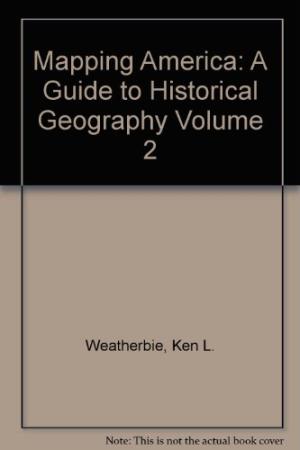 Mapping America: A
Guide to Historical
Geography Volume
2
Weatherbie, Ken L.
Note: This is not the actual book cover